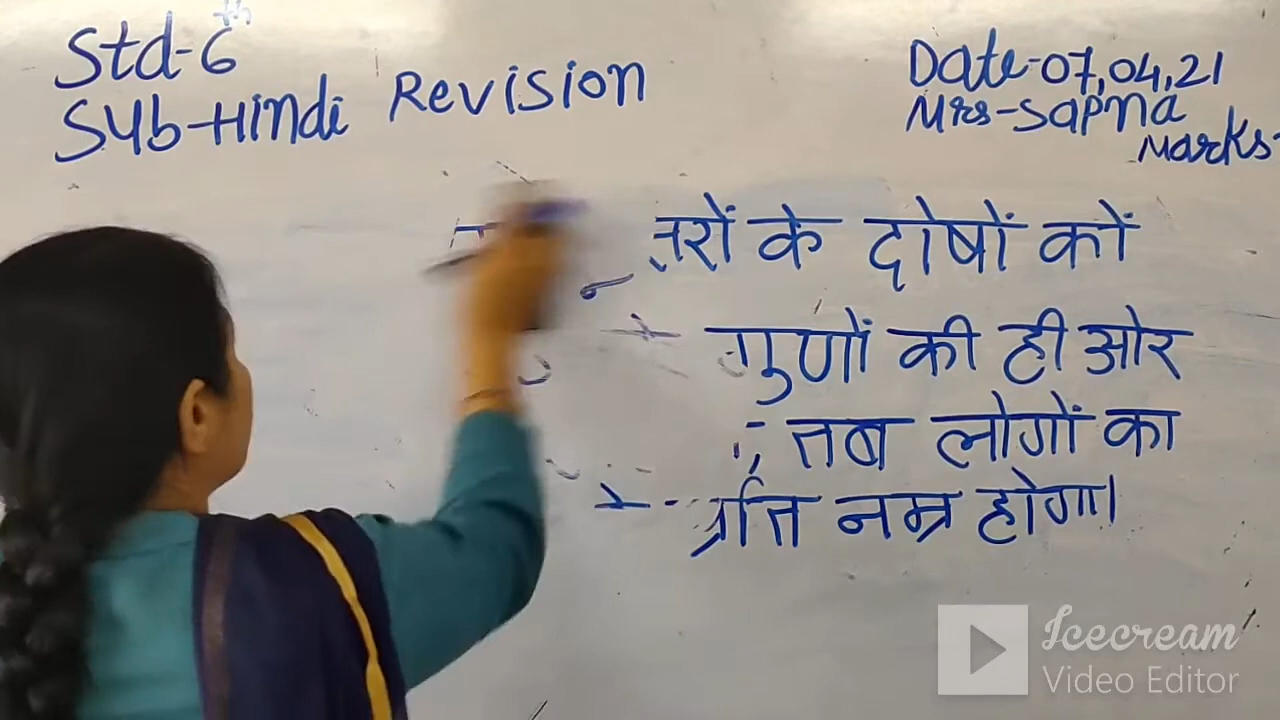 Std-6th
Sub-Hindi Revision
Date-07,04,21
Mrs-Sapna
Marks-
के दोषों कों
गुणों की ही ओर
तब लोगों का
नम्र होगा।
Icecream
Video Editor